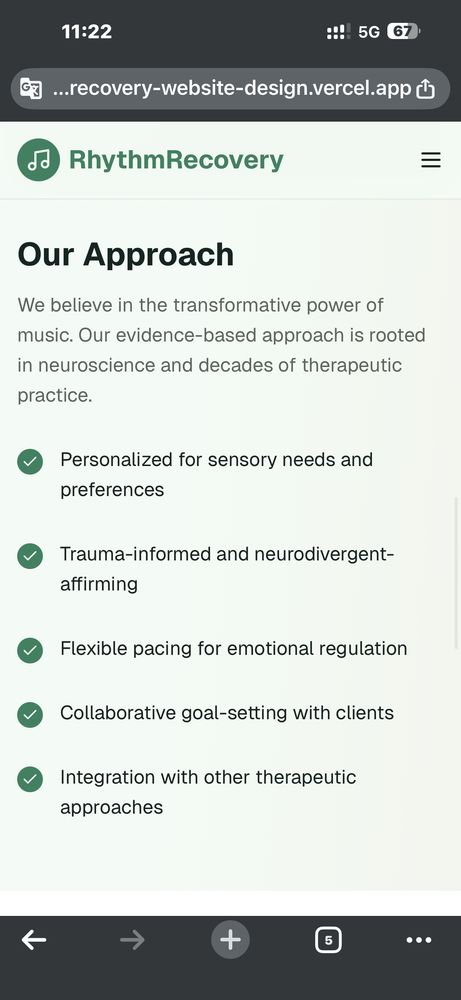 11:22
5G 67
...recovery-website-design.vercel.app
RhythmRecovery
Our Approach
We believe in the transformative power of
music. Our evidence-based approach is rooted
in neuroscience and decades of therapeutic
practice.
Personalized for sensory needs and
preferences
Trauma-informed and neurodivergent-
affirming
Flexible pacing for emotional regulation
Collaborative goal-setting with clients
Integration with other therapeutic
approaches
5